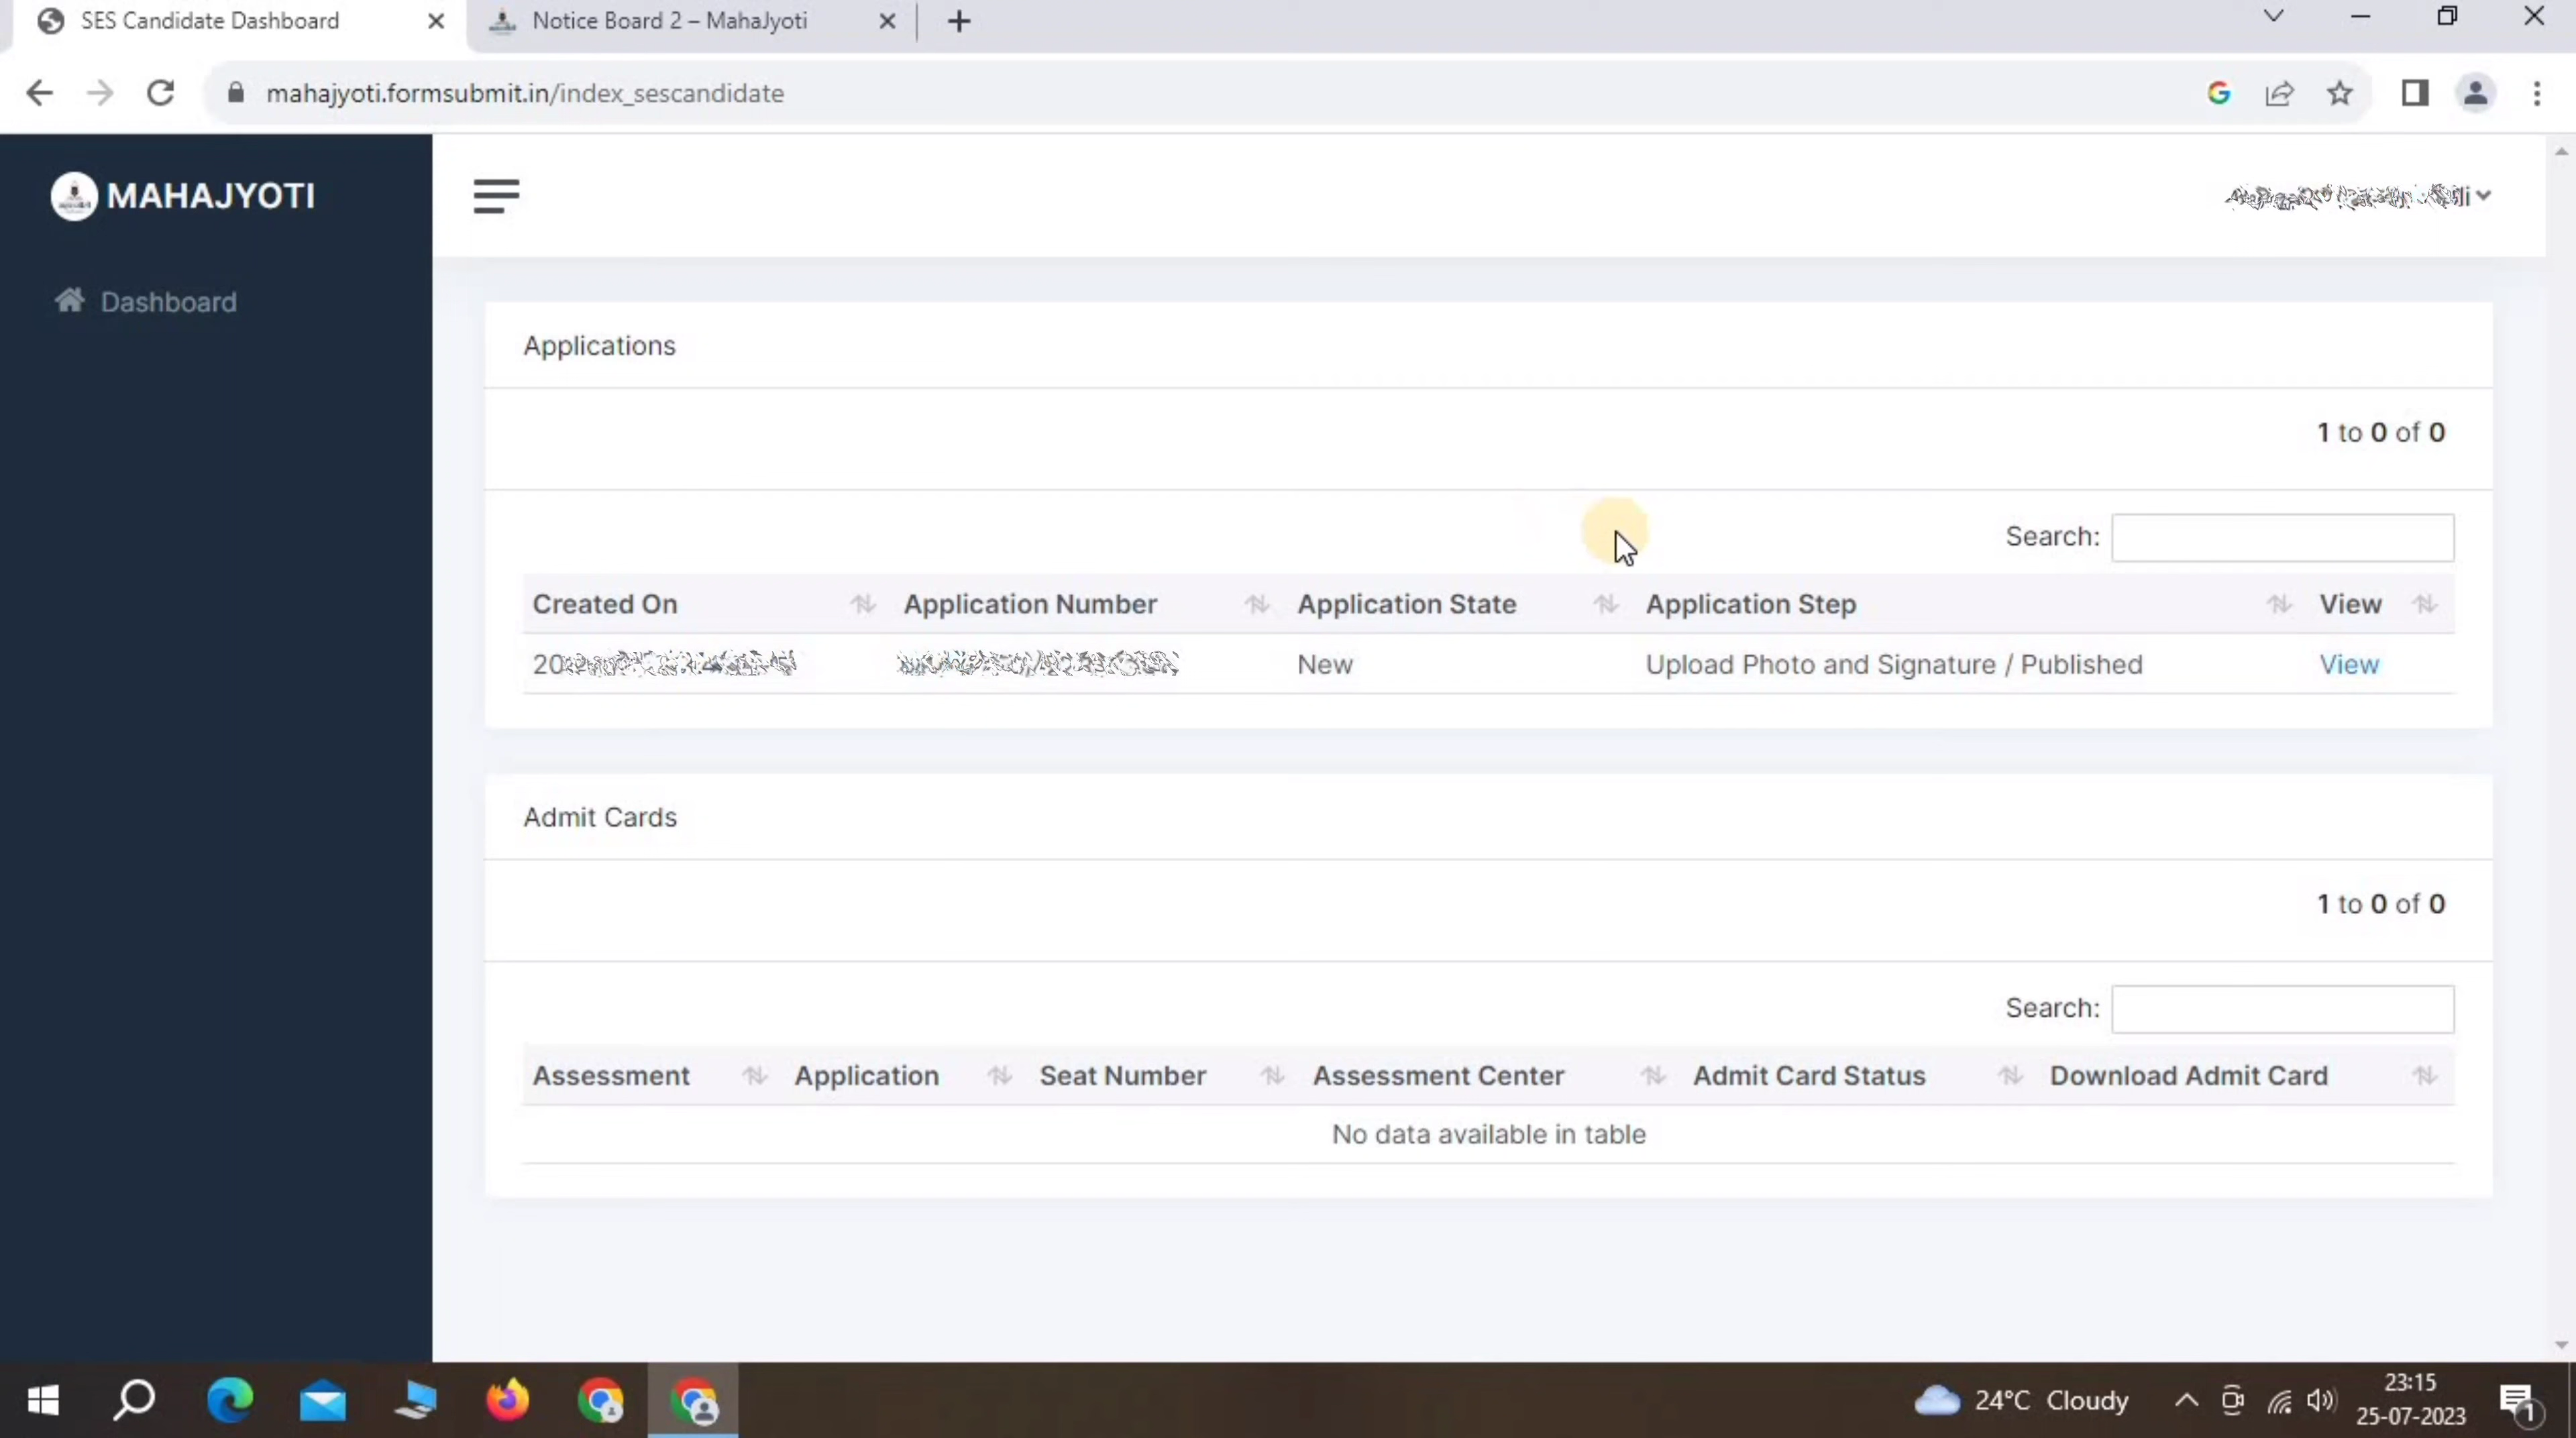 SES Candidate Dashboard
Notice Board 2 – MahaJyoti
mahajyoti.formsubmit.in/index_sescandidate
MAHAJYOTI
Dashboard
Applications
1 to 0 of 0
Search:
Created On Application Number Application State Application Step View
New Upload Photo and Signature / Published View
Admit Cards
1 to 0 of 0
Search:
Assessment Application Seat Number Assessment Center Admit Card Status Download Admit Card
No data available in table
24°C Cloudy
23:15
25-07-2023
1